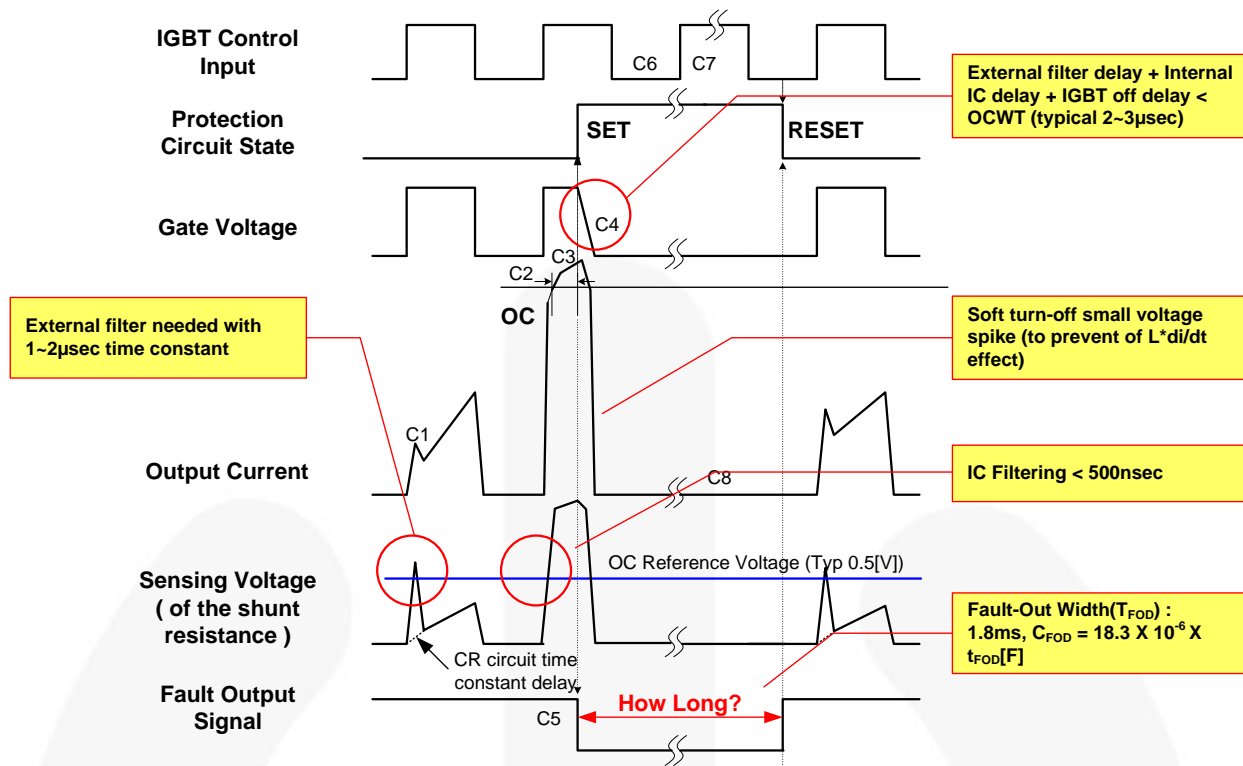 IGBT Control
Input
C6
C7
External filter delay + Internal
IC delay + IGBT off delay <
OCWT (typical 2~3µsec)
Protection
Circuit State
SET
RESET
Gate Voltage
C4
C3
C2
OC
External filter needed with
1~2µsec time constant
Soft turn-off small voltage
spike (to prevent of L*di/dt
effect)
C1
Output Current
C8
IC Filtering < 500nsec
OC Reference Voltage (Typ 0.5[V])
Sensing Voltage
( of the shunt
resistance )
CR circuit time
constant delay
Fault-Out Width(TFOD) :
1.8ms, CFOD = 18.3 X 10-6 X
tFOD[F]
Fault Output
Signal
C5
How Long?